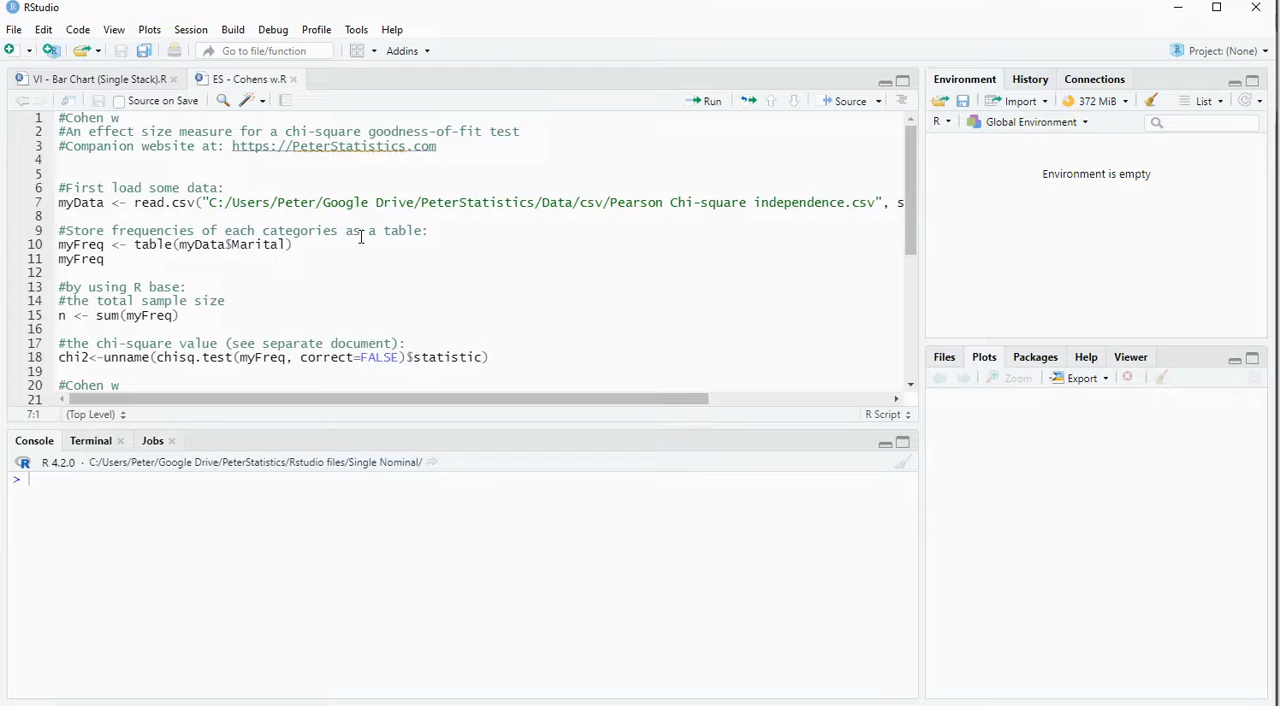 RStudio
File Edit Code View Plots Session Build Debug Profile Tools Help
Go to file/function Addins Project: (None)
VI - Bar Chart (Single Stack).R ES - Cohens w.R
Source on Save Run Source
1 #Cohen w
2 #An effect size measure for a chi-square goodness-of-fit test
3 #Companion website at: https://PeterStatistics.com
4
5
6 #First load some data:
7 myData <- read.csv("C:/Users/Peter/Google Drive/PeterStatistics/Data/csv/Pearson Chi-square independence.csv", s
8
9 #Store frequencies of each categories as a table:
10 myFreq <- table(myData$Marital)
11 myFreq
12
13 #by using R base:
14 #the total sample size
15 n <- sum(myFreq)
16
17 #the chi-square value (see separate document):
18 chi2<-unname(chisq.test(myFreq, correct=FALSE)$statistic)
19
20 #Cohen w
21
7:1 (Top Level) R Script
Console Terminal Jobs
R 4.2.0 · C:/Users/Peter/Google Drive/PeterStatistics/Rstudio files/Single Nominal/
>
Environment History Connections
Import 372 MiB List
R Global Environment
Environment is empty
Files Plots Packages Help Viewer
Zoom Export